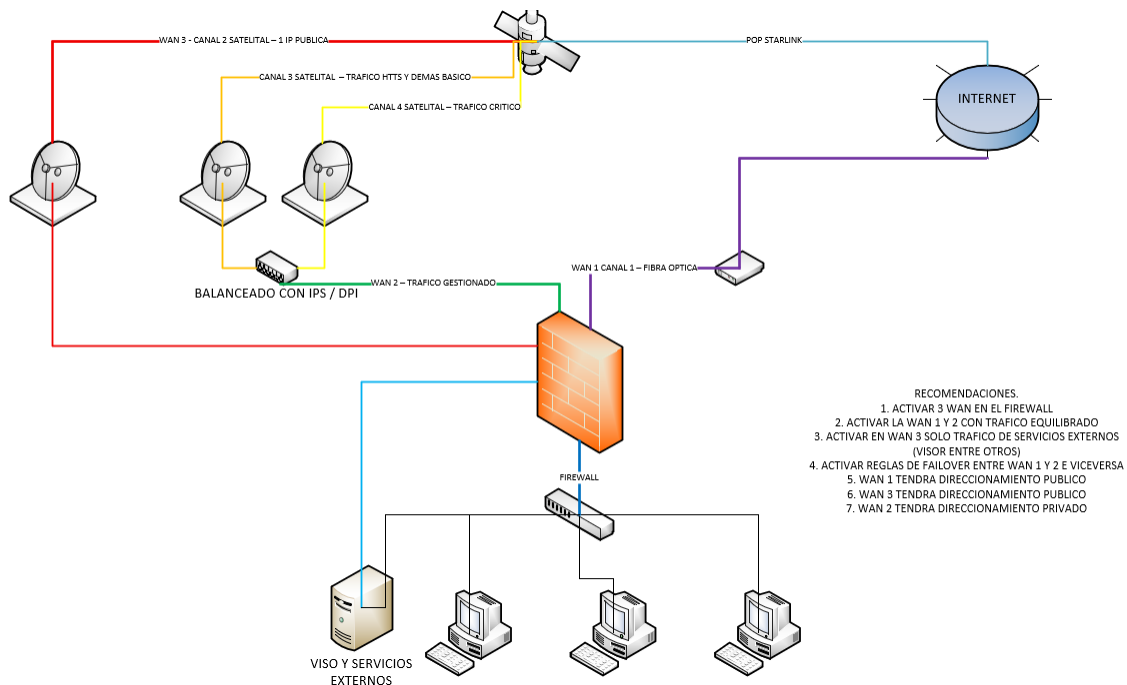 WAN 3 - CANAL 2 SATELITAL – 1 IP PUBLICA
POP STARLINK
CANAL 3 SATELITAL – TRAFICO HTTS Y DEMAS BASICO
CANAL 4 SATELITAL – TRAFICO CRITICO
INTERNET
WAN 1 CANAL 1 – FIBRA OPTICA
WAN 2 – TRAFICO GESTIONADO
BALANCEADO CON IPS / DPI
RECOMENDACIONES.
1. ACTIVAR 3 WAN EN EL FIREWALL
2. ACTIVAR LA WAN 1 Y 2 CON TRAFICO EQUILIBRADO
3. ACTIVAR EN WAN 3 SOLO TRAFICO DE SERVICIOS EXTERNOS
(VISOR ENTRE OTROS)
4. ACTIVAR REGLAS DE FAILOVER ENTRE WAN 1 Y 2 E VICEVERSA
5. WAN 1 TENDRA DIRECCIONAMIENTO PUBLICO
6. WAN 3 TENDRA DIRECCIONAMIENTO PUBLICO
7. WAN 2 TENDRA DIRECCIONAMIENTO PRIVADO
FIREWALL
VISO Y SERVICIOS
EXTERNOS